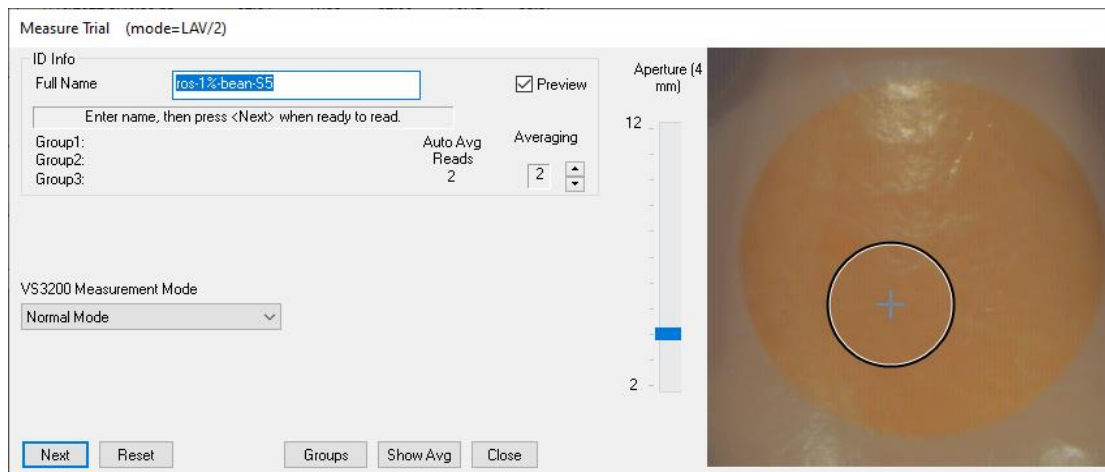 Measure Trial (mode=LAV/2)
ID Info
Full Name
ros-1%-bean-S5
Preview
Enter name, then press <Next> when ready to read.
Group1:
Group2:
Group3:
Auto Avg
Reads
2
Averaging
2
Aperture (4
mm)
12
2
VS3200 Measurement Mode
Normal Mode
Next
Reset
Groups
Show Avg
Close